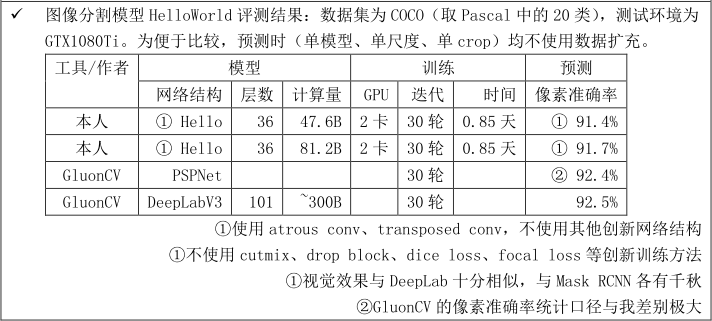 ✓ 图像分割模型 HelloWorld 评测结果：数据集为 COCO（取 Pascal 中的 20 类），测试环境为
GTX1080Ti。为便于比较，预测时（单模型、单尺度、单 crop）均不使用数据扩充。
工具/作者 模型 训练 预测
网络结构 层数 计算量 GPU 迭代 时间 像素准确率
本人 ① Hello 36 47.6B 2 卡 30 轮 0.85 天 ① 91.4%
本人 ① Hello 36 81.2B 2 卡 30 轮 0.85 天 ① 91.7%
GluonCV PSPNet 30 轮 ② 92.4%
GluonCV DeepLabV3 101 ~300B 30 轮 92.5%
①使用 atrous conv、transposed conv，不使用其他创新网络结构
①不使用 cutmix、drop block、dice loss、focal loss 等创新训练方法
①视觉效果与 DeepLab 十分相似，与 Mask RCNN 各有千秋
②GluonCV 的像素准确率统计口径与我差别极大